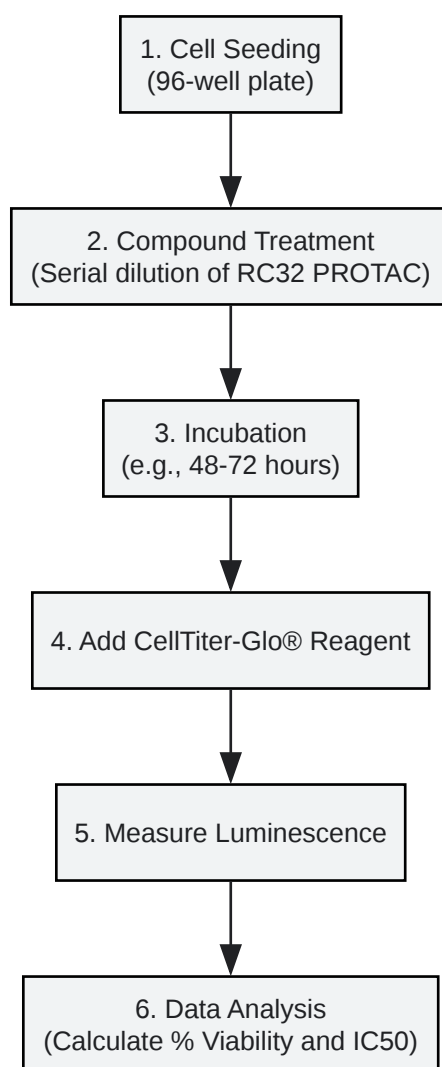 1. Cell Seeding
(96-well plate)
2. Compound Treatment
(Serial dilution of RC32 PROTAC)
3. Incubation
(e.g., 48-72 hours)
4. Add CellTiter-Glo® Reagent
5. Measure Luminescence
6. Data Analysis
(Calculate % Viability and IC50)